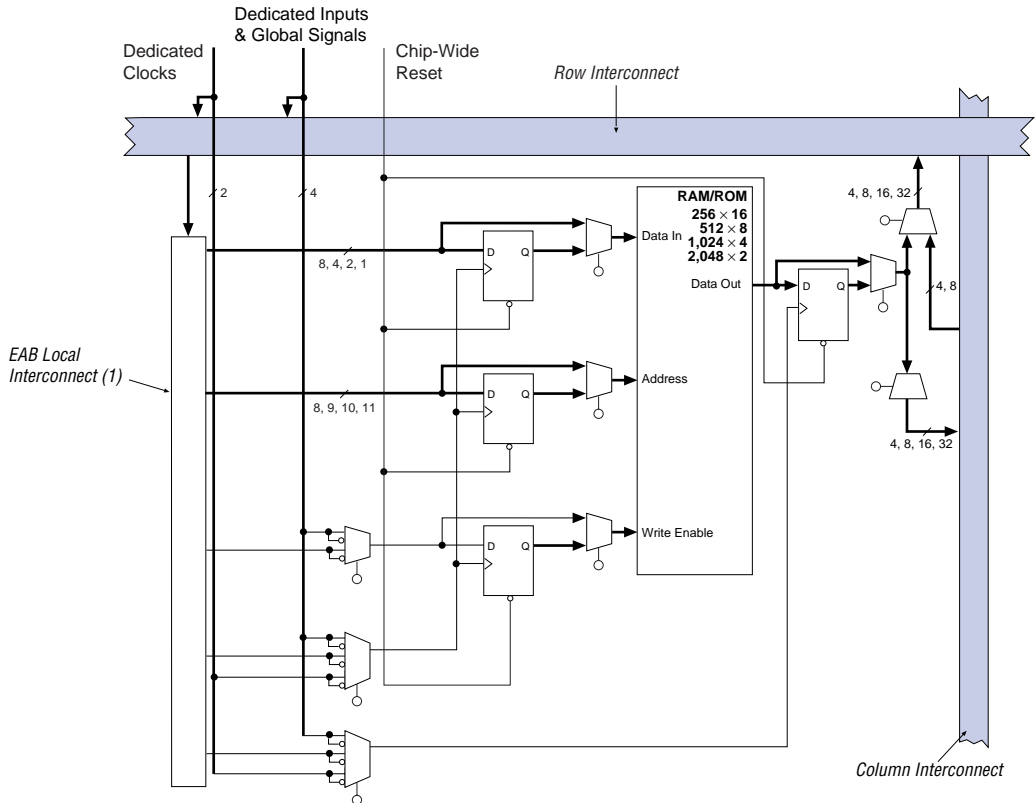 Dedicated Inputs
& Global Signals
Dedicated
Clocks
Chip-Wide
Reset
Row Interconnect
2
4
4, 8, 16, 32
RAM/ROM
256 × 16
512 × 8
1,024 × 4
2,048 × 2
D
Q
Data In
8, 4, 2, 1
Data Out
D
Q
4, 8
EAB Local
Interconnect (1)
D
Q
Address
8, 9, 10, 11
4, 8, 16, 32
D
Q
Write Enable
Column Interconnect